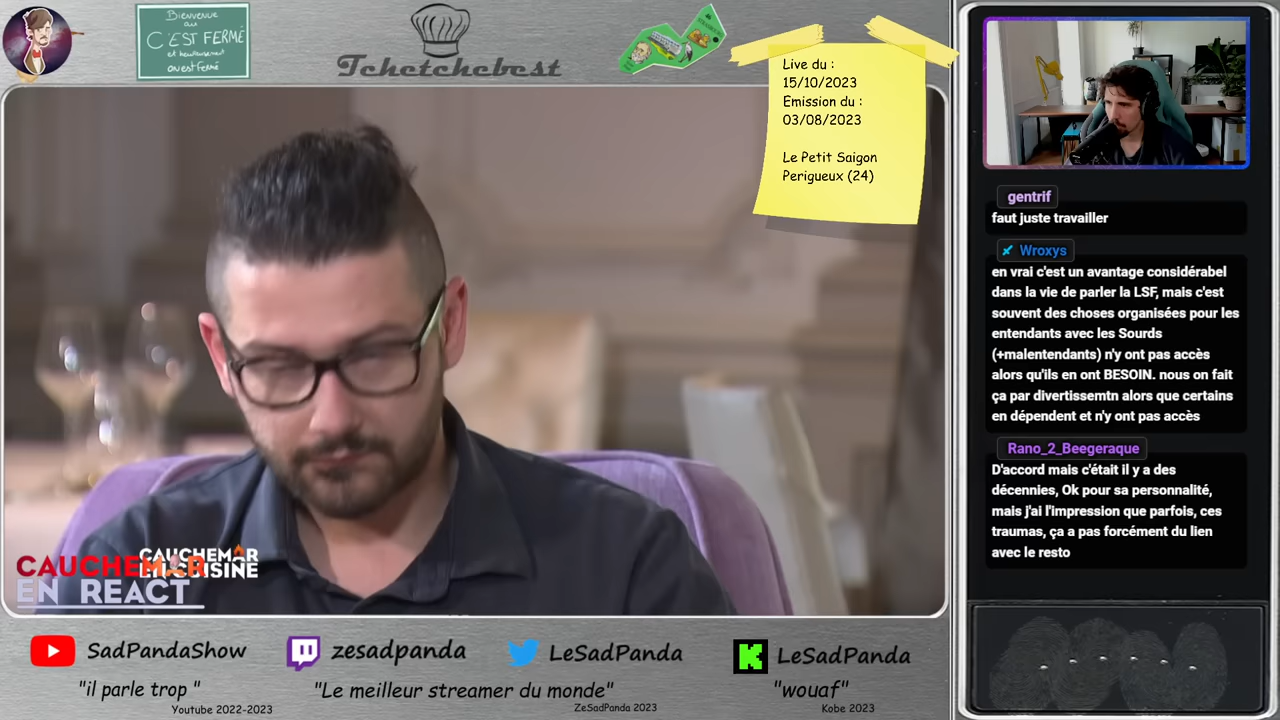 BIENVENUE
au
C'EST FERMÉ
et heureusement
on est fermé
Tchetchebest
Live du :
15/10/2023
Emission du :
03/08/2023
Le Petit Saigon
Perigueux (24)
gentrif
faut juste travailler
Wroxys
en vrai c'est un avantage considérabel
dans la vie de parler la LSF, mais c'est
souvent des choses organisées pour les
entendants avec les Sourds
(+malentendants) n'y ont pas accès
alors qu'ils en ont BESOIN. nous on fait
ça par divertissemtn alors que certains
en dépendent et n'y ont pas accès
Rano_2_Beegeraque
D'accord mais c'était il y a des
décennies, Ok pour sa personnalité,
mais j'ai l'impression que parfois, ces
traumas, ça a pas forcément du lien
avec le resto
CAUCHEMAR
EN CUISINE
CAUCHEMAR
EN REACT
SadPandaShow
zesadpanda
LeSadPanda
LeSadPanda
"il parle trop "
Youtube 2022-2023
"Le meilleur streamer du monde"
ZeSadPanda 2023
"wouaf"
Kobe 2023